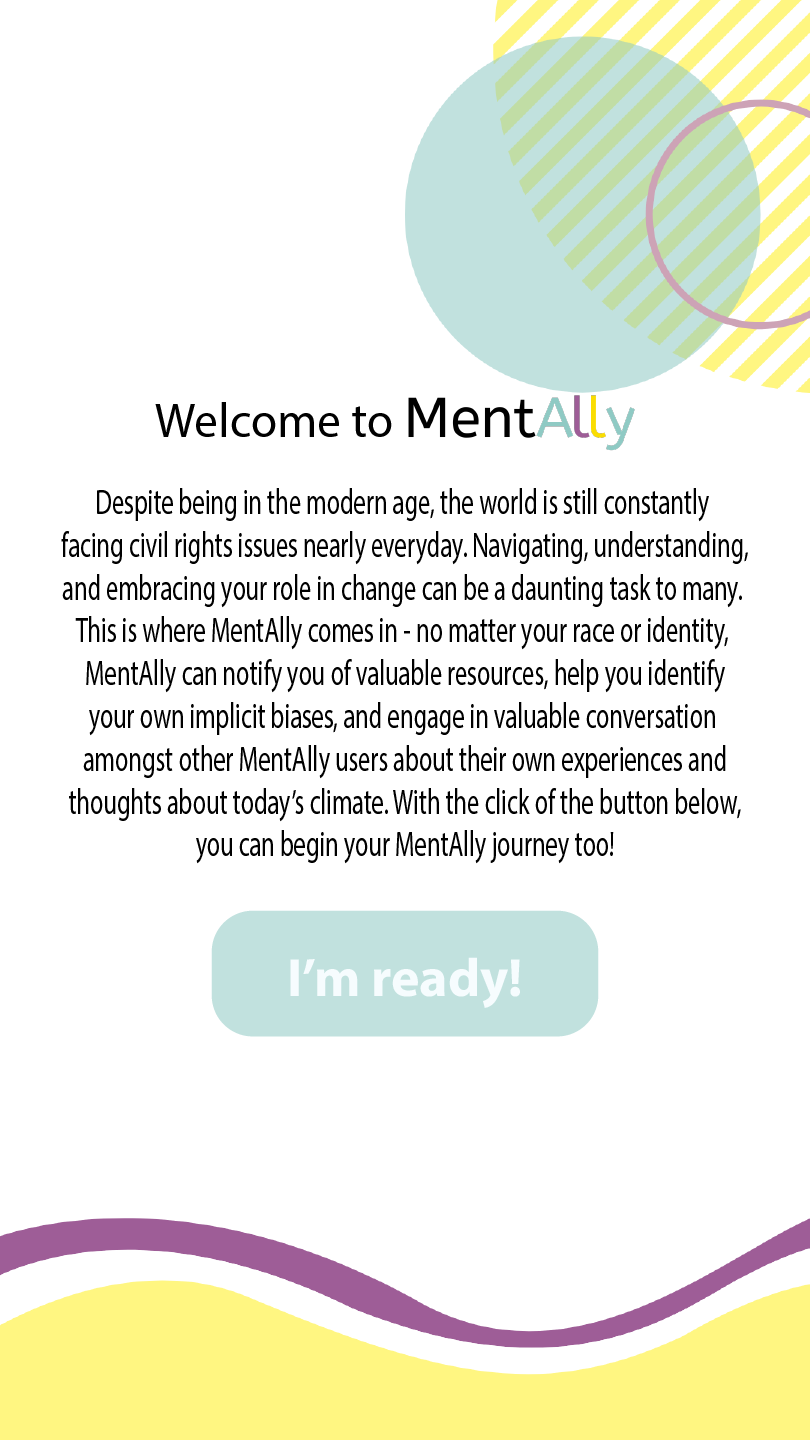 Welcome to MentAlly
Despite being in the modern age, the world is still constantly
facing civil rights issues nearly everyday. Navigating, understanding,
and embracing your role in change can be a daunting task to many.
This is where MentAlly comes in - no matter your race or identity,
MentAlly can notify you of valuable resources, help you identify
your own implicit biases, and engage in valuable conversation
amongst other MentAlly users about their own experiences and
thoughts about today’s climate. With the click of the button below,
you can begin your MentAlly journey too!
I’m ready!